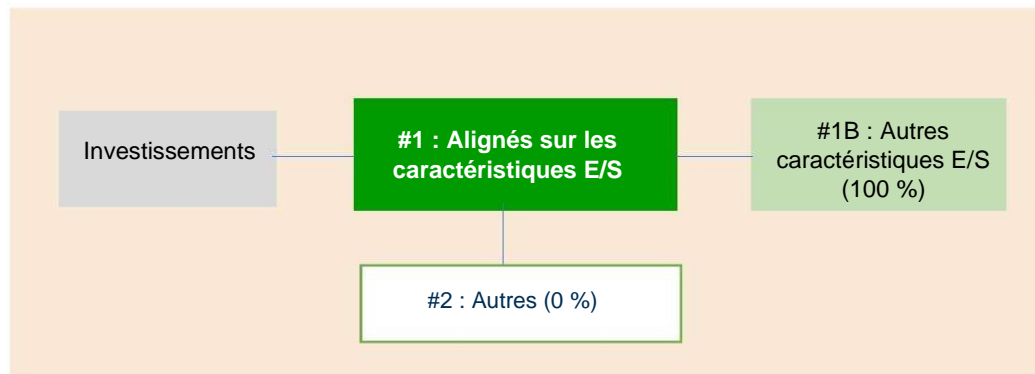 Investissements
#1 : Alignés sur les
caractéristiques E/S
#1B : Autres
caractéristiques E/S
(100 %)
#2 : Autres (0 %)